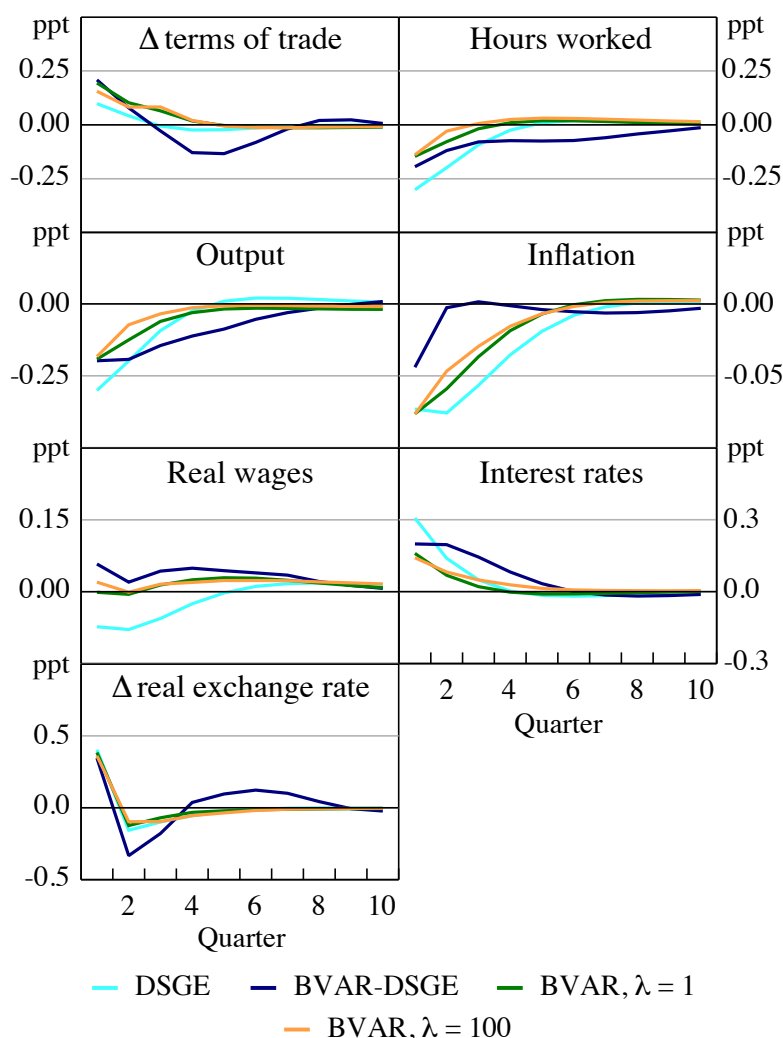 ppt ppt
Δ terms of trade Hours worked
0.25 0.25
0.00 0.00
-0.25 -0.25
ppt ppt
Output Inflation
0.00 0.00
-0.25 -0.05
ppt ppt
Real wages Interest rates
0.15 0.3
0.00 0.0
-0.3
ppt 2 4 6 8 10
Δ real exchange rate
Quarter
0.5
0.0
-0.5
2 4 6 8 10
Quarter
DSGE BVAR-DSGE BVAR, λ = 1
BVAR, λ = 100